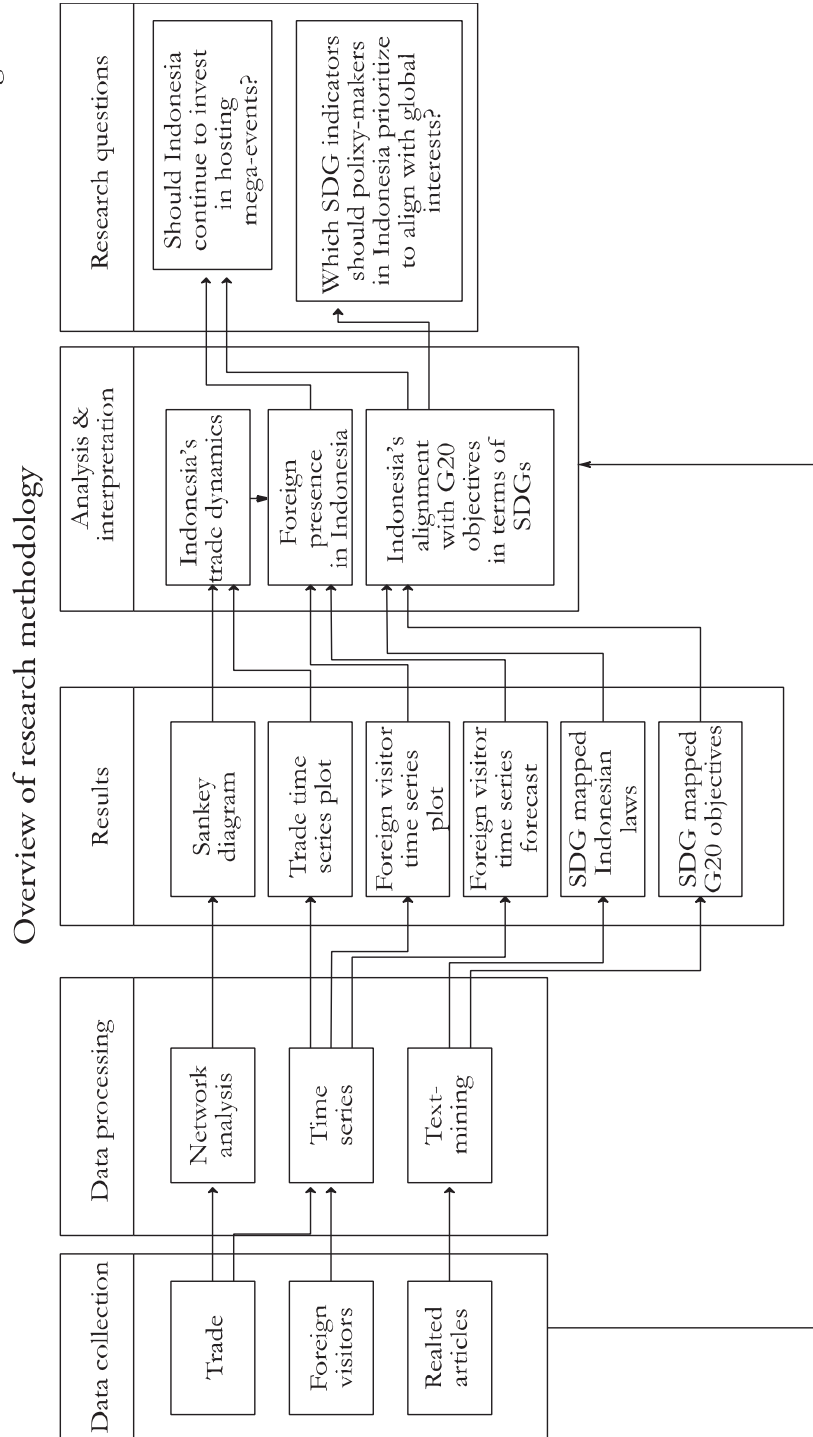 Overview of research methodology
Data collection
Trade
Foreign
visitors
Realted
articles
Data processing
Network
analysis
Time
series
Text-
mining
Results
Sankey
diagram
Trade time
series plot
Foreign visitor
time series
plot
Foreign visitor
time series
forecast
SDG mapped
Indonesian
laws
SDG mapped
G20 objectives
Analysis &
interpretation
Indonesia's
trade dynamics
Foreign
presence
in Indonesia
Indonesia's
alignment
with G20
objectives
in terms of
SDGs
Research questions
Should Indonesia
continue to invest
in hosting
mega-events?
Which SDG indicators
should polixy-makers
in Indonesia prioritize
to align with global
interests?